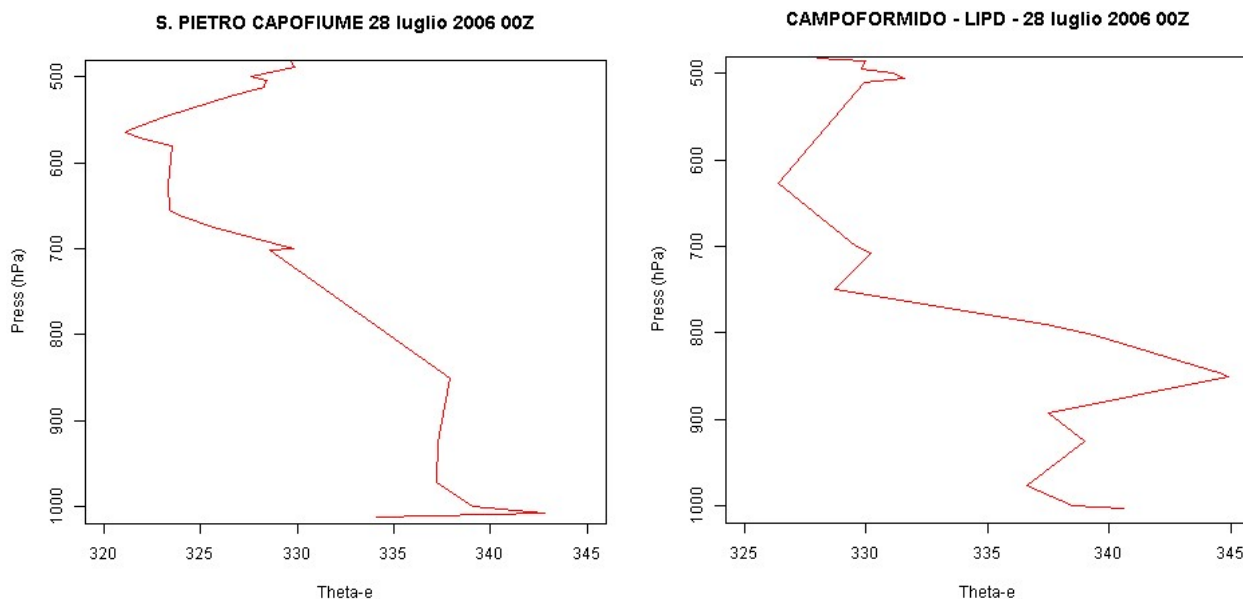 S. PIETRO CAPOFIUME 28 luglio 2006 00Z
Press (hPa)
500
600
700
800
900
1000
320 325 330 335 340 345
Theta-e
CAMPOFORMIDO - LIPD - 28 luglio 2006 00Z
Press (hPa)
500
600
700
800
900
1000
325 330 335 340 345
Theta-e